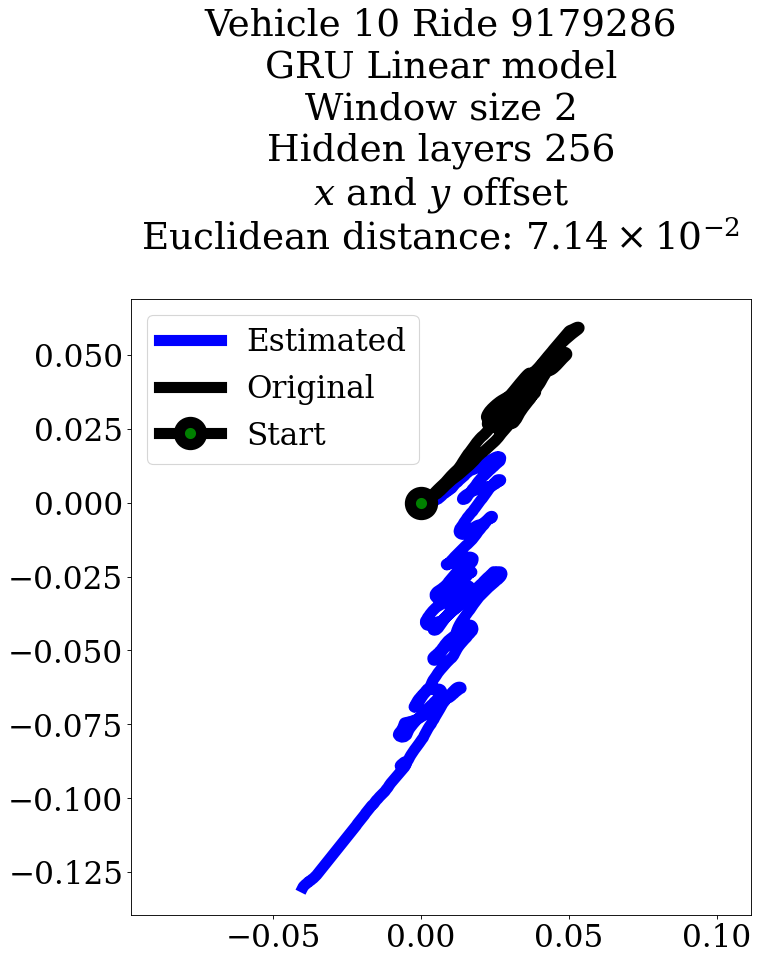 Vehicle 10 Ride 9179286
GRU Linear model
Window size 2
Hidden layers 256
x and y offset
Euclidean distance: 7.14 × 10⁻²
Estimated
Original
Start
0.050
0.025
0.000
−0.025
−0.050
−0.075
−0.100
−0.125
−0.05 0.00 0.05 0.10